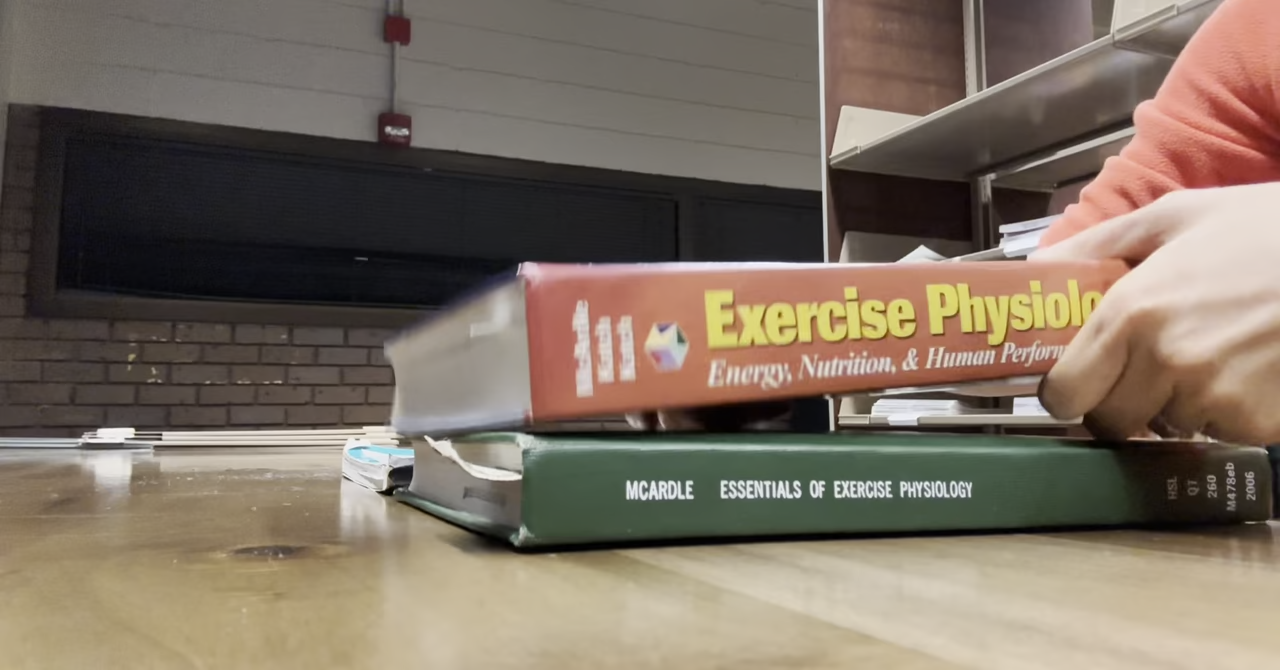 Exercise Physiolo
Energy, Nutrition, & Human Perform
MCARDLE ESSENTIALS OF EXERCISE PHYSIOLOGY
HSL
QT
260
M478eb
2006